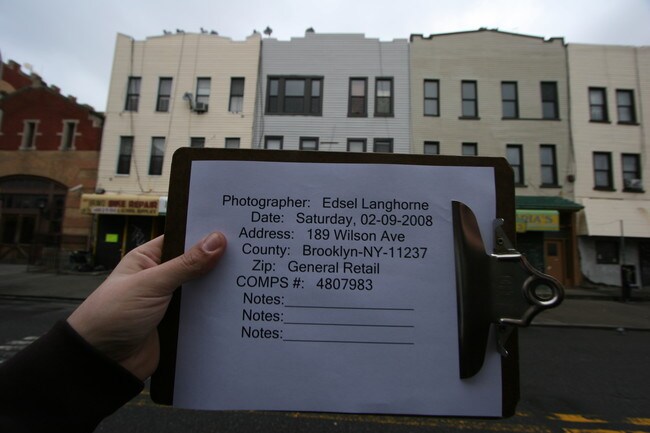 Photographer: Edsel Langhorne
Date: Saturday, 02-09-2008
Address: 189 Wilson Ave
County: Brooklyn-NY-11237
Zip: General Retail
COMPS #: 4807983
Notes:
Notes:
Notes: